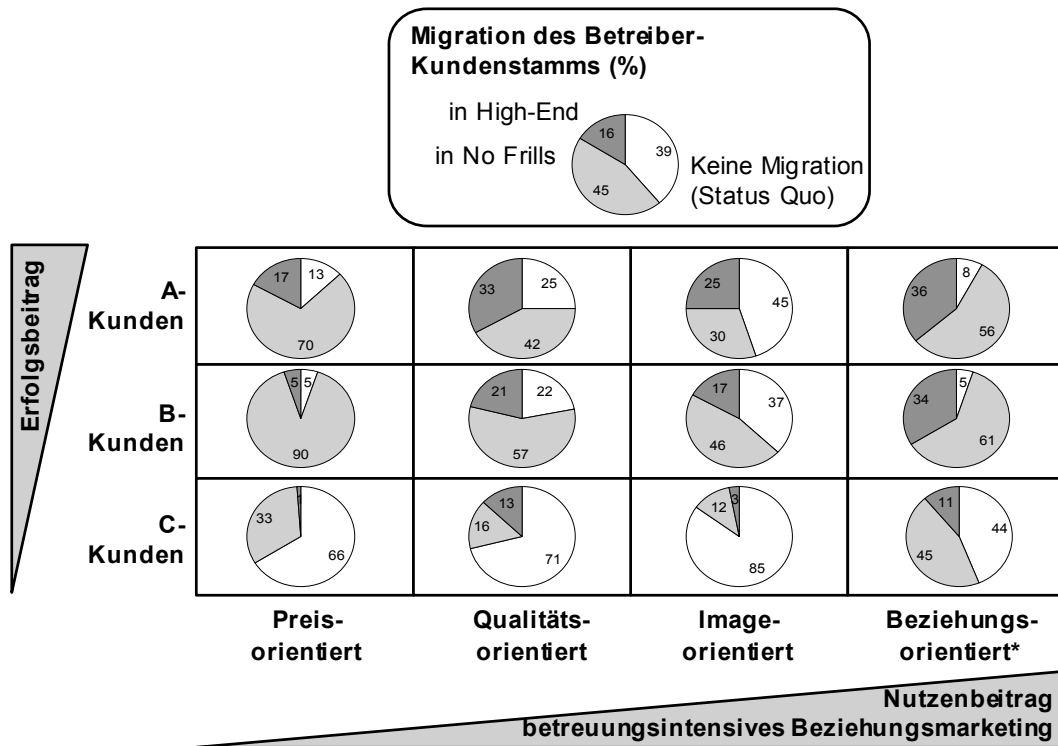 Migration des Betreiber-
Kundenstamms (%)
in High-End
in No Frills
16
39
45
Keine Migration
(Status Quo)
Erfolgsbeitrag
A-
Kunden
17
13
70
33
25
42
25
45
30
36
8
56
B-
Kunden
5
5
90
21
22
57
17
37
46
34
5
61
C-
Kunden
33
1
66
13
16
71
12
3
85
11
44
45
Preis-
orientiert
Qualitäts-
orientiert
Image-
orientiert
Beziehungs-
orientiert*
Nutzenbeitrag
betreuungsintensives Beziehungsmarketing